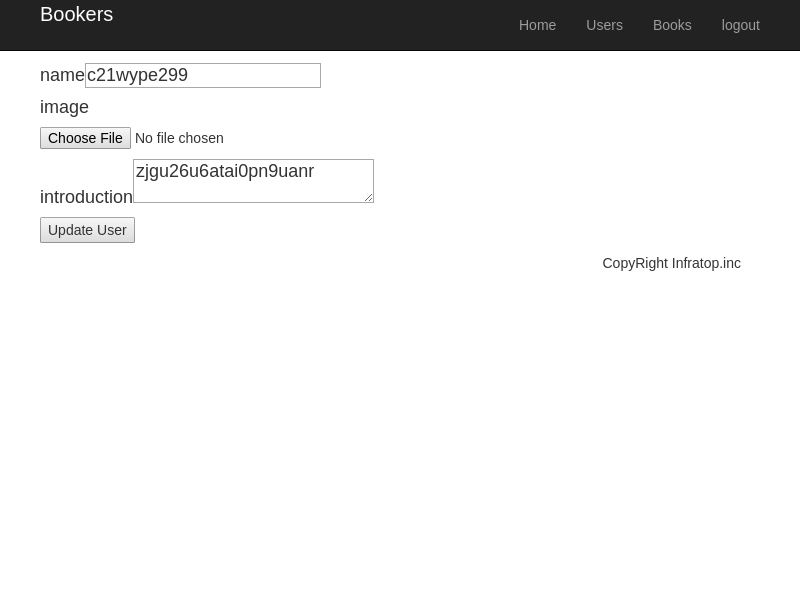 Bookers
Home Users Books logout
name c21wype299
image
Choose File No file chosen
introduction zjgu26u6atai0pn9uanr
Update User
CopyRight Infratop.inc